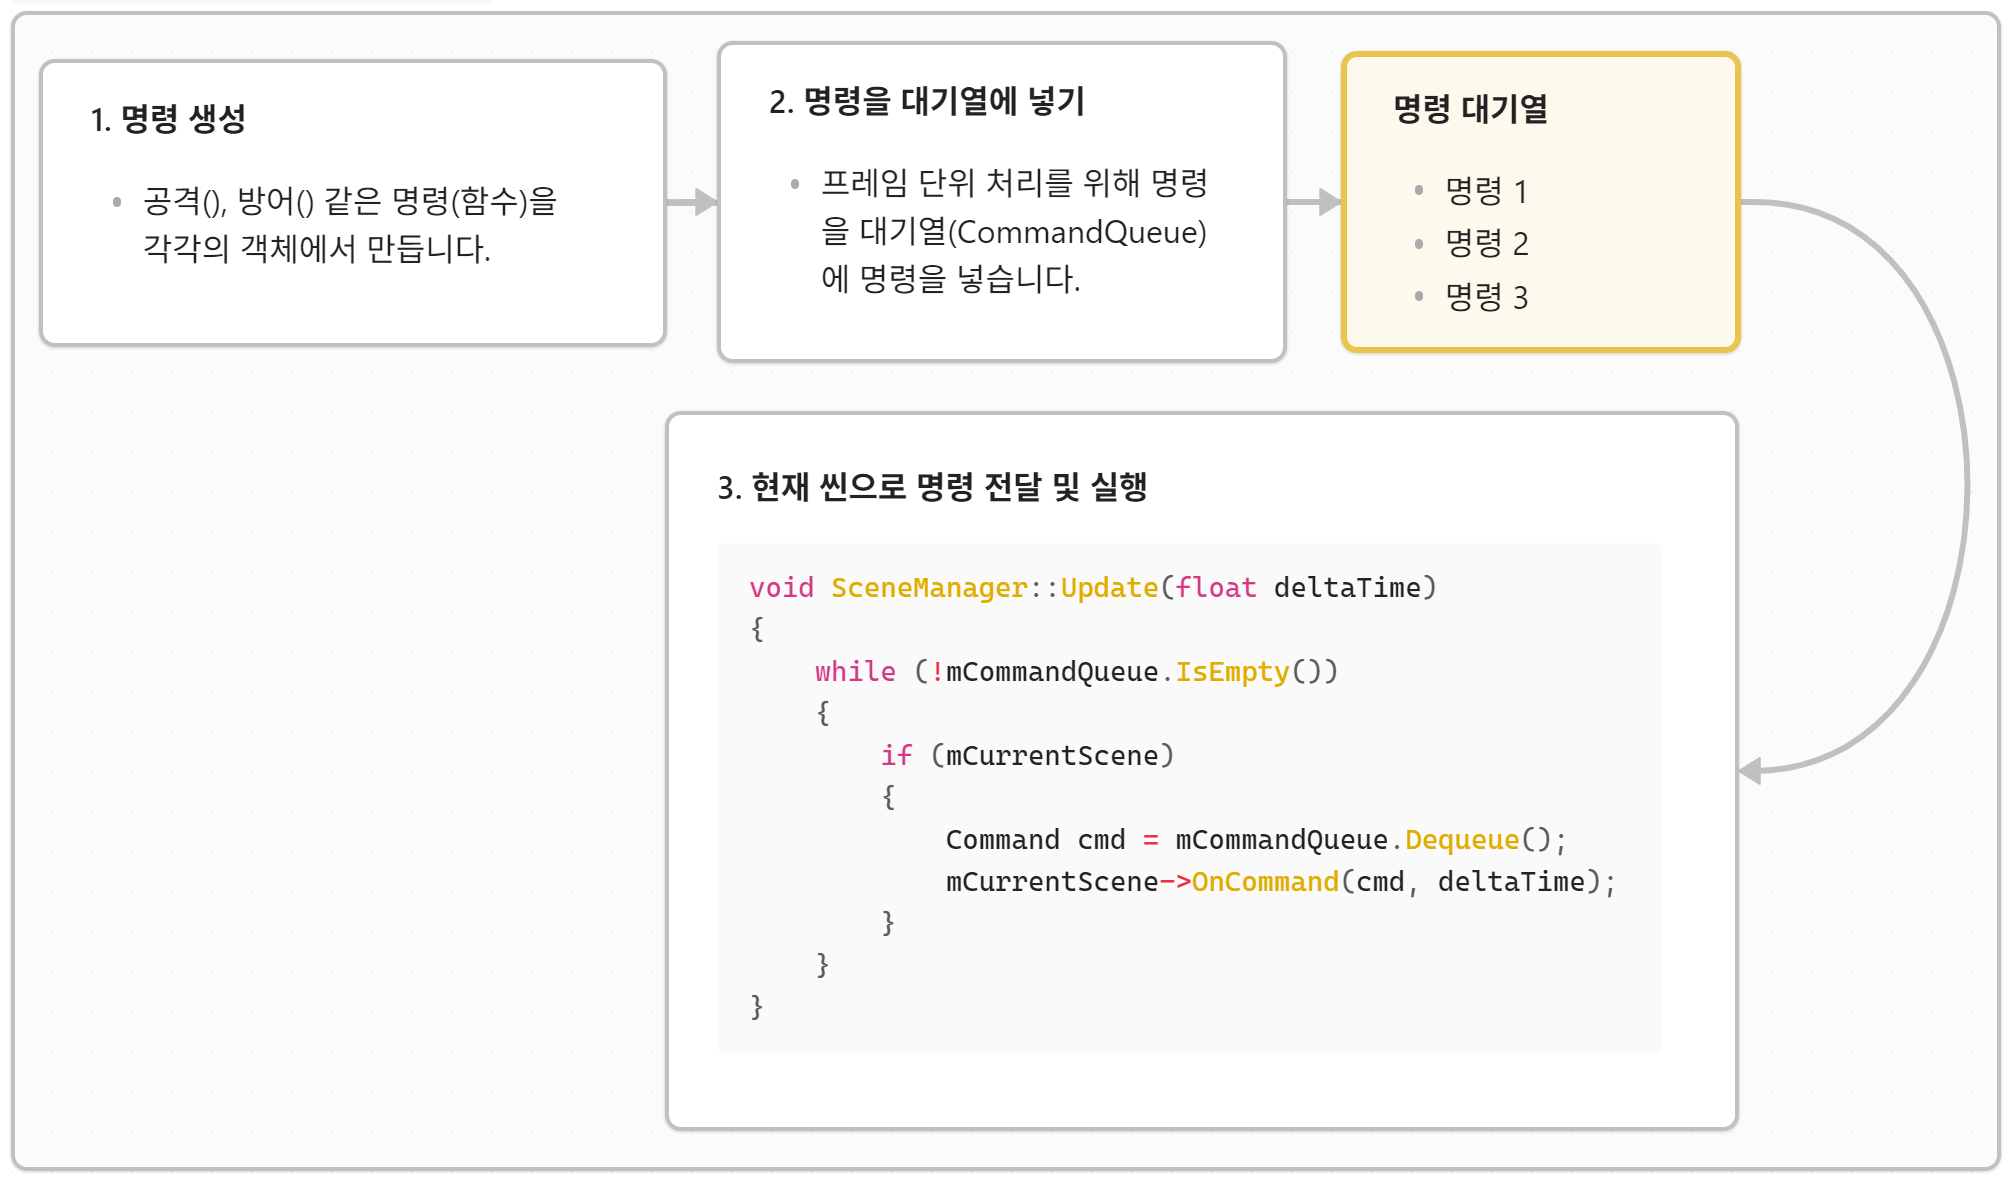 1. 명령 생성
공격(), 방어() 같은 명령(함수)을
각각의 객체에서 만듭니다.
2. 명령을 대기열에 넣기
프레임 단위 처리를 위해 명령
을 대기열(CommandQueue)
에 명령을 넣습니다.
명령 대기열
명령 1
명령 2
명령 3
3. 현재 씬으로 명령 전달 및 실행
void SceneManager::Update(float deltaTime)
{
    while (!mCommandQueue.IsEmpty())
    {
        if (mCurrentScene)
        {
            Command cmd = mCommandQueue.Dequeue();
            mCurrentScene->OnCommand(cmd, deltaTime);
        }
    }
}